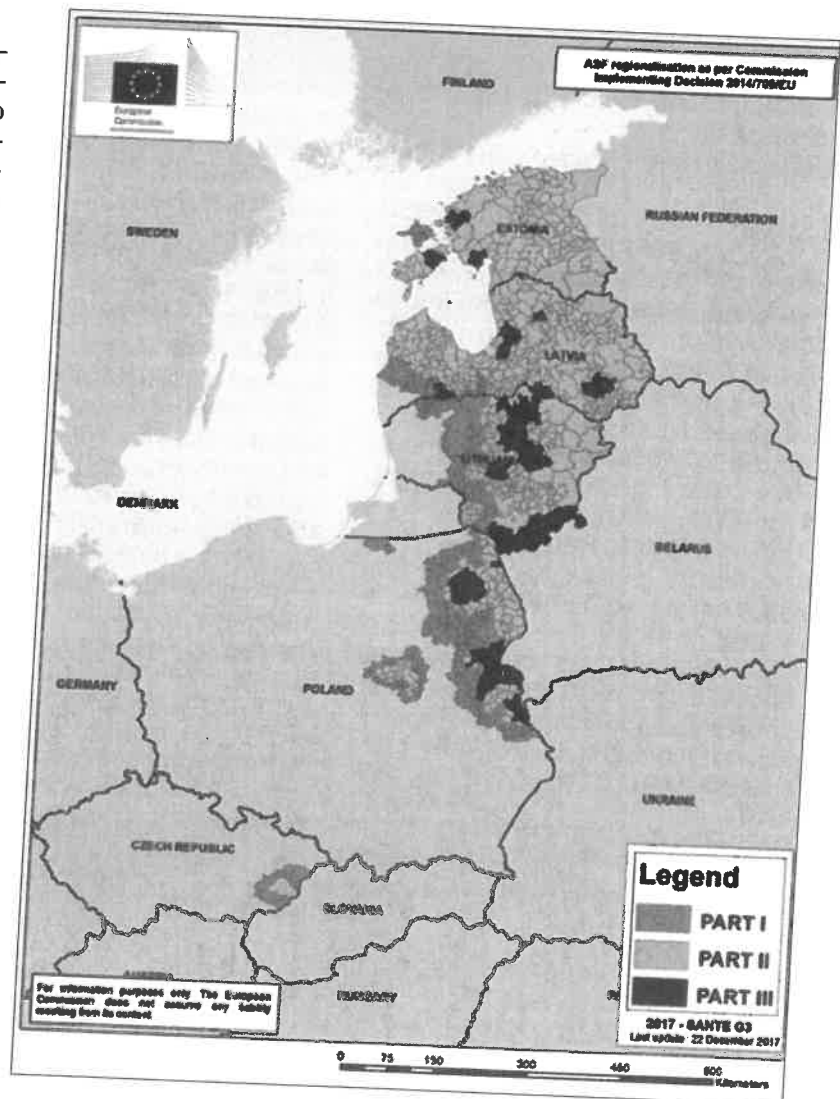 European
Commission
ASF regionalisation as per Commission
Implementing Decision 2014/709/EU
FINLAND
SWEDEN
ESTONIA
RUSSIAN FEDERATION
LATVIA
LITHUANIA
DENMARK
BELARUS
GERMANY
POLAND
UKRAINE
CZECH REPUBLIC
SLOVAKIA
AUSTRIA
HUNGARY
Legend
PART I
PART II
PART III
2017 - SANTE G3
Last update: 22 December 2017
For information purposes only. The European
Commission does not assume any liability
resulting from its content
0 75 150 300 450 600
Kilometers